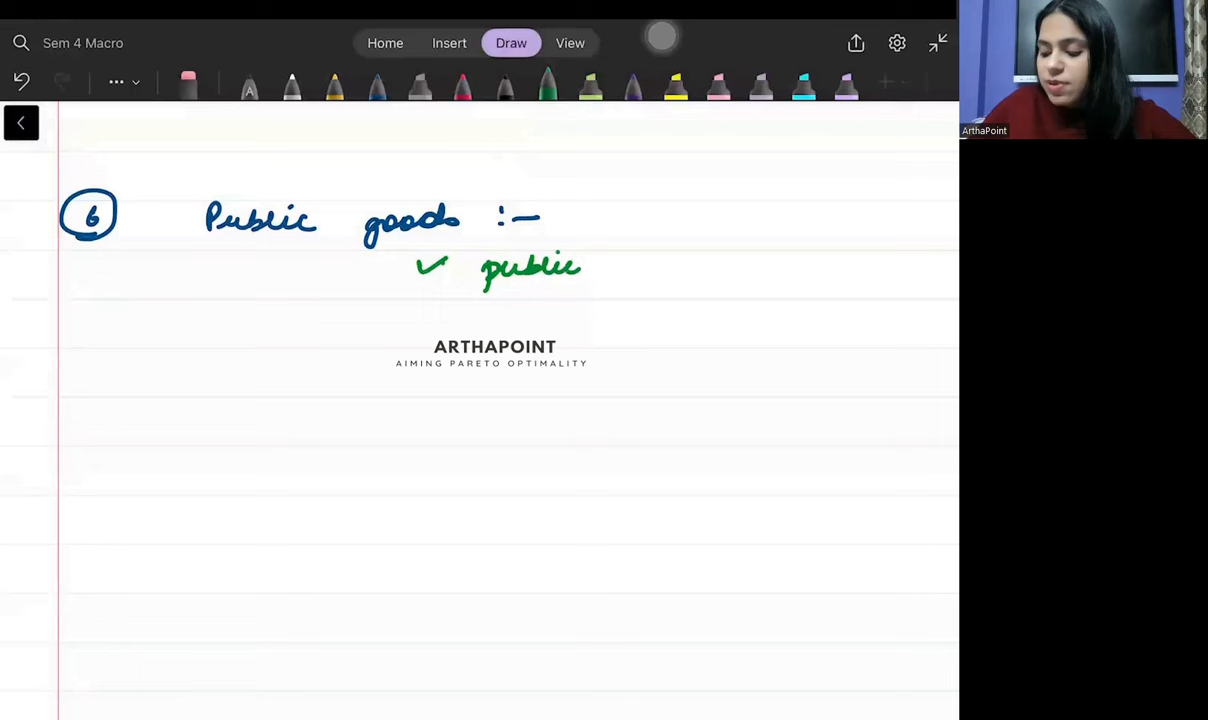 Sem 4 Macro
Home Insert Draw View
A
ArthaPoint
6 Public goods :-
✓ public
ARTHAPOINT
AIMING PARETO OPTIMALITY